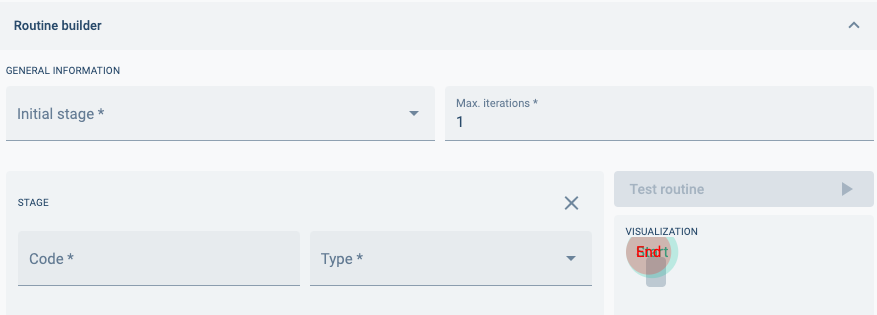 Routine builder
GENERAL INFORMATION
Initial stage *
Max. iterations *
1
STAGE
Code *
Type *
Test routine
VISUALIZATION
Start
End